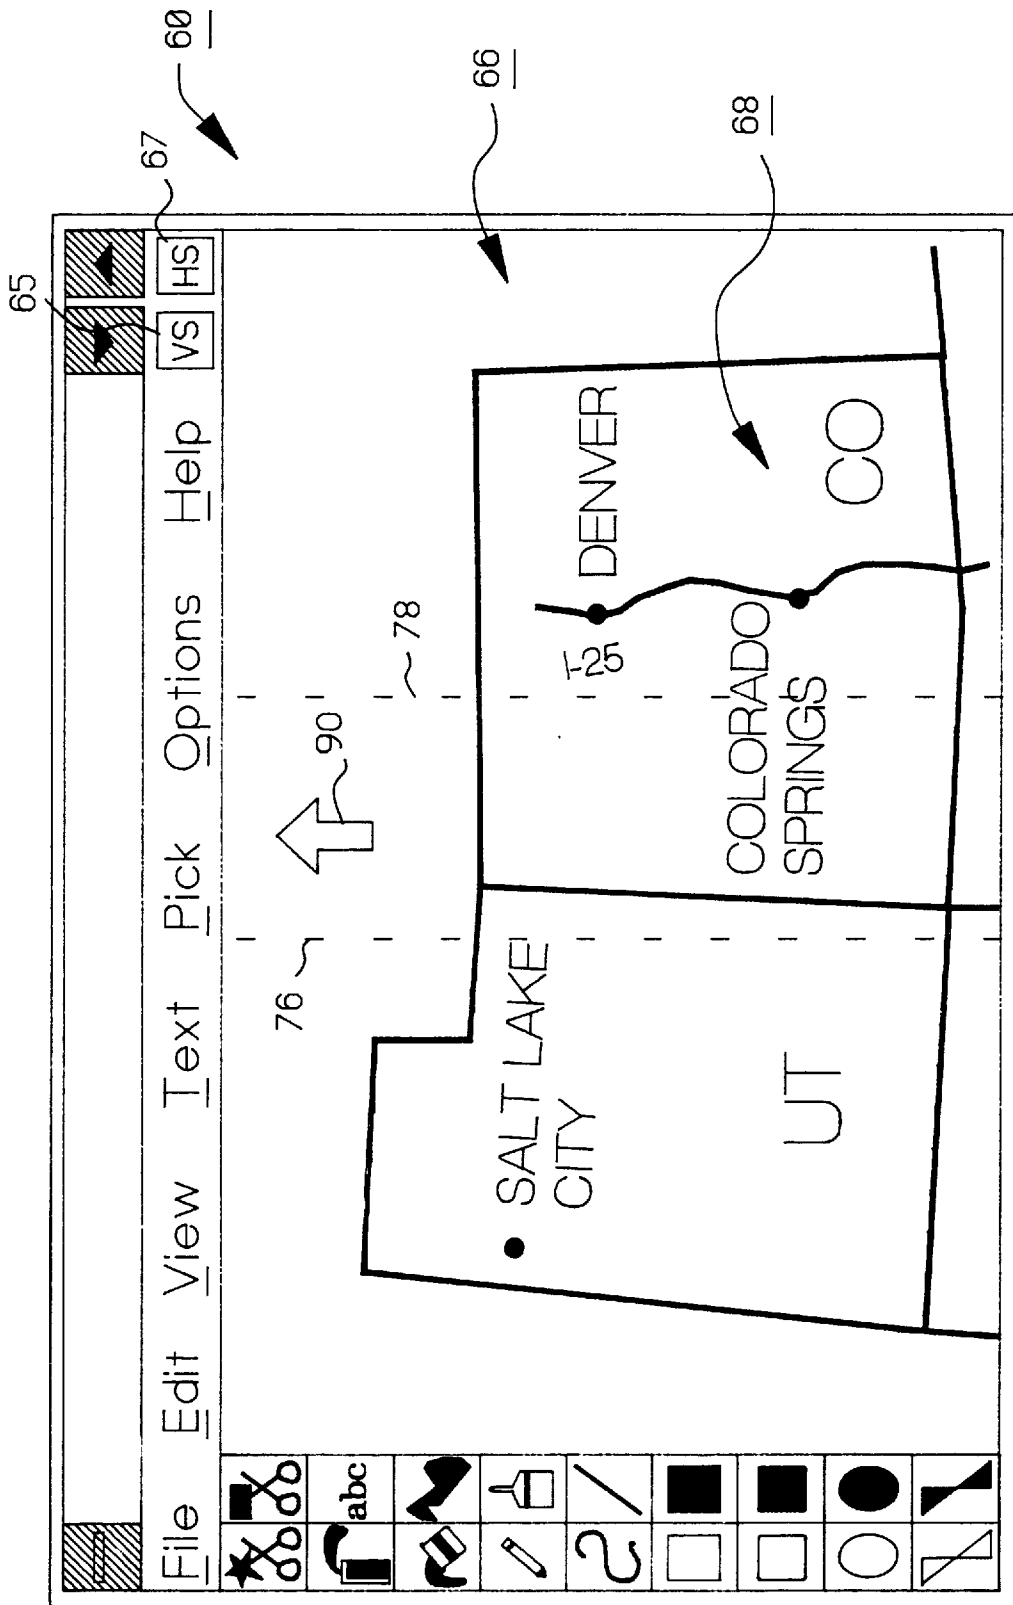 60
65
67
66
68
File Edit View Text Pick Options Help VS HS
abc
76
90
78
SALT LAKE
CITY
I-25
DENVER
COLORADO
SPRINGS
UT
CO